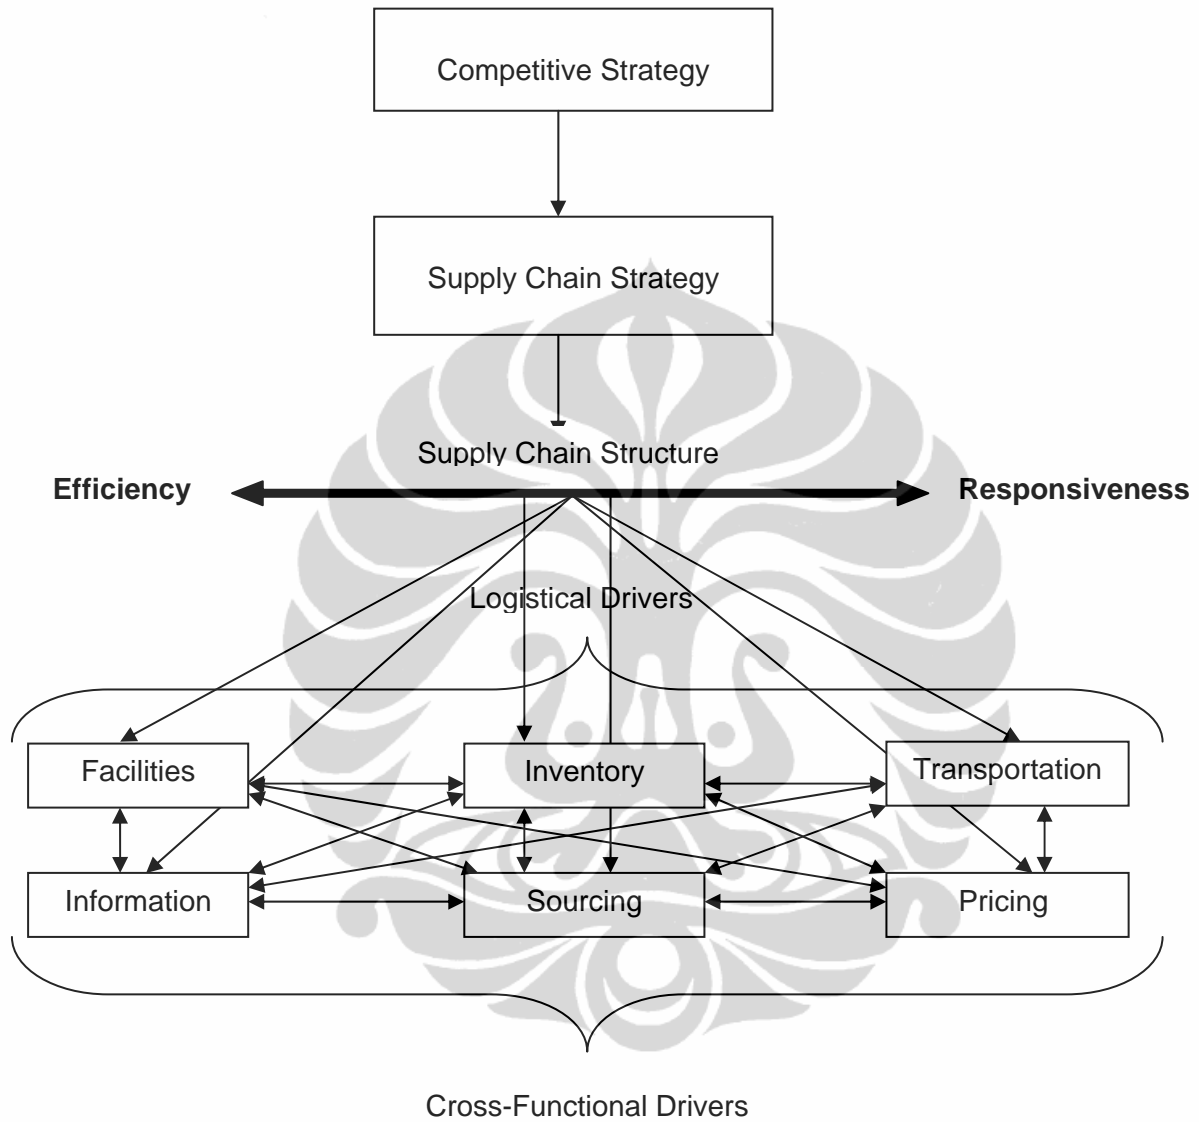 Competitive Strategy
Supply Chain Strategy
Supply Chain Structure
Efficiency
Responsiveness
Logistical Drivers
Facilities
Inventory
Transportation
Information
Sourcing
Pricing
Cross-Functional Drivers